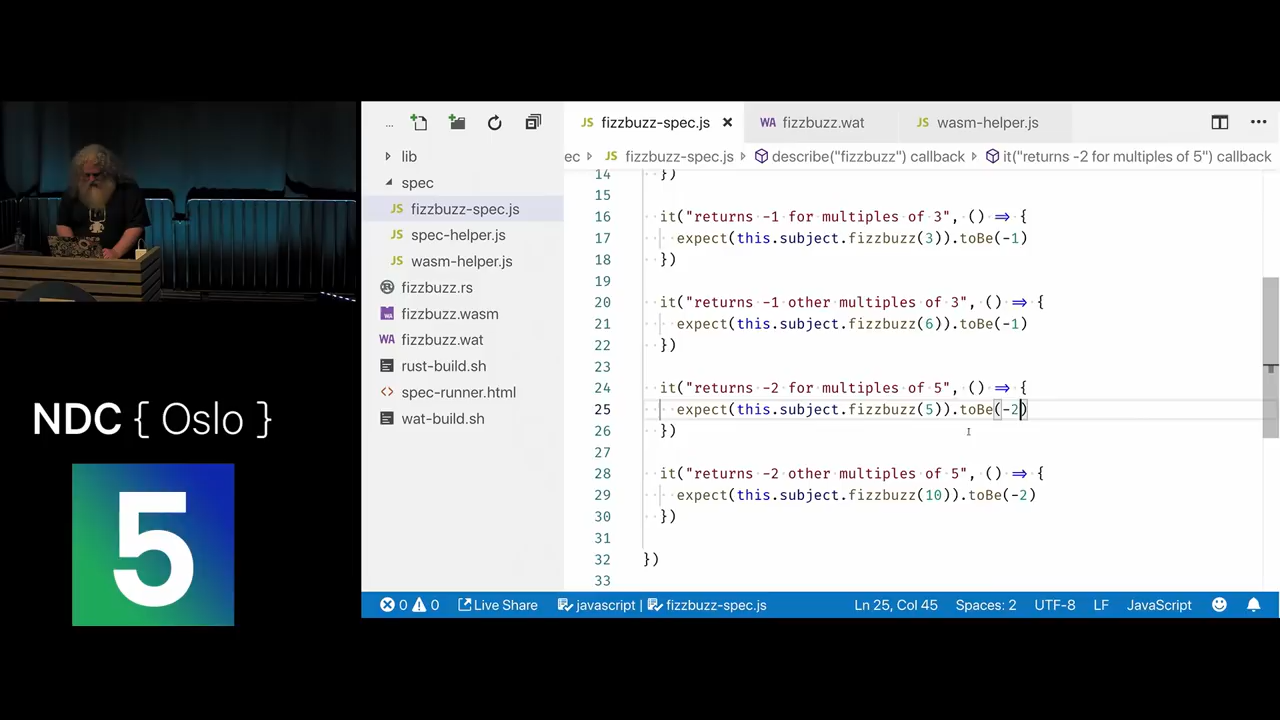 ...
JS fizzbuzz-spec.js ×
WA fizzbuzz.wat
JS wasm-helper.js
...
ec
JS fizzbuzz-spec.js
describe("fizzbuzz") callback
it("returns -2 for multiples of 5") callback
lib
spec
JS fizzbuzz-spec.js
JS spec-helper.js
JS wasm-helper.js
fizzbuzz.rs
WA fizzbuzz.wasm
WA fizzbuzz.wat
rust-build.sh
<> spec-runner.html
wat-build.sh
14 })
15
16 it("returns -1 for multiples of 3", () => {
17 expect(this.subject.fizzbuzz(3)).toBe(-1)
18 })
19
20 it("returns -1 other multiples of 3", () => {
21 expect(this.subject.fizzbuzz(6)).toBe(-1)
22 })
23
24 it("returns -2 for multiples of 5", () => {
25 expect(this.subject.fizzbuzz(5)).toBe(-2)
26 })
27
28 it("returns -2 other multiples of 5", () => {
29 expect(this.subject.fizzbuzz(10)).toBe(-2)
30 })
31
32 })
33
0 0 Live Share javascript | fizzbuzz-spec.js Ln 25, Col 45 Spaces: 2 UTF-8 LF JavaScript
NDC { Oslo }
5